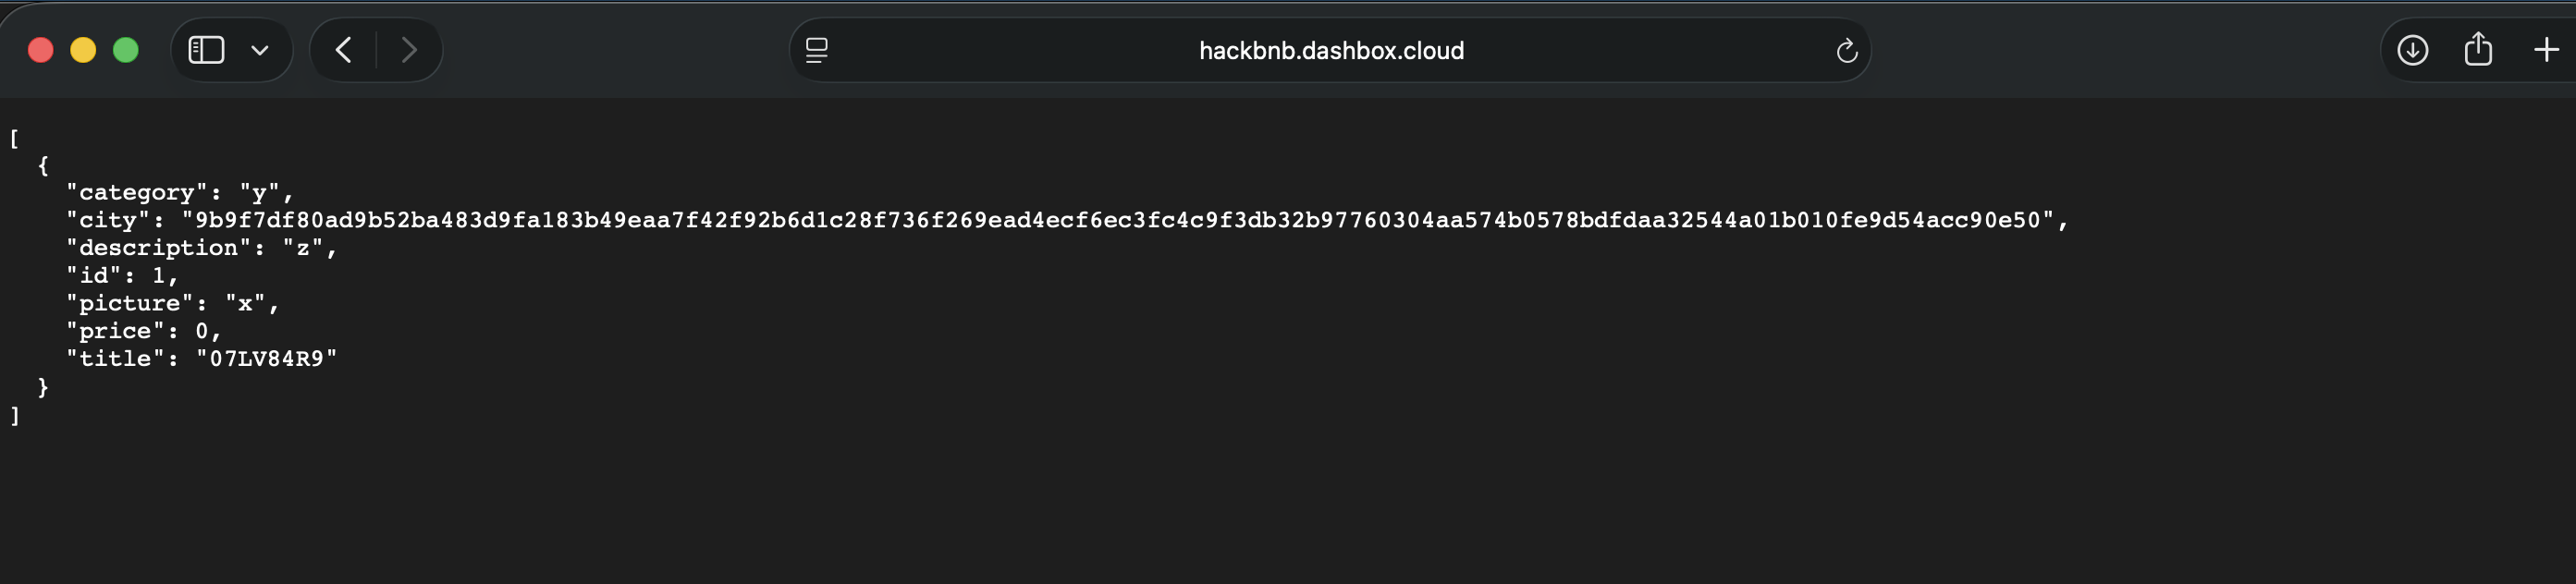 hackbnb.dashbox.cloud
[
  {
    "category": "y",
    "city": "9b9f7df80ad9b52ba483d9fa183b49eaa7f42f92b6d1c28f736f269ead4ecf6ec3fc4c9f3db32b97760304aa574b0578bdfdaa32544a01b010fe9d54acc90e50",
    "description": "z",
    "id": 1,
    "picture": "x",
    "price": 0,
    "title": "07LV84R9"
  }
]